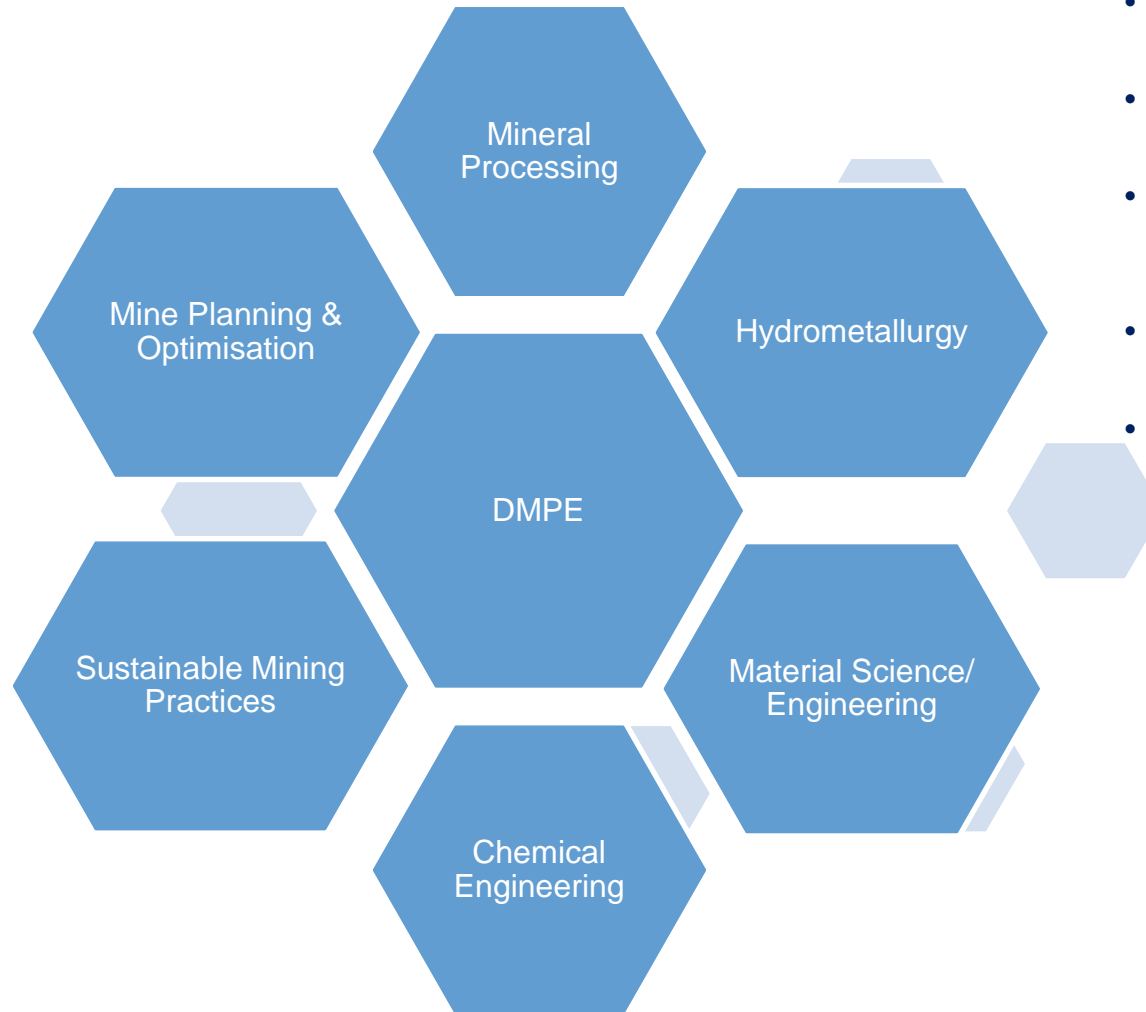 Mineral
Processing
Mine Planning &
Optimisation
Hydrometallurgy
DMPE
Sustainable Mining
Practices
Material Science/
Engineering
Chemical
Engineering